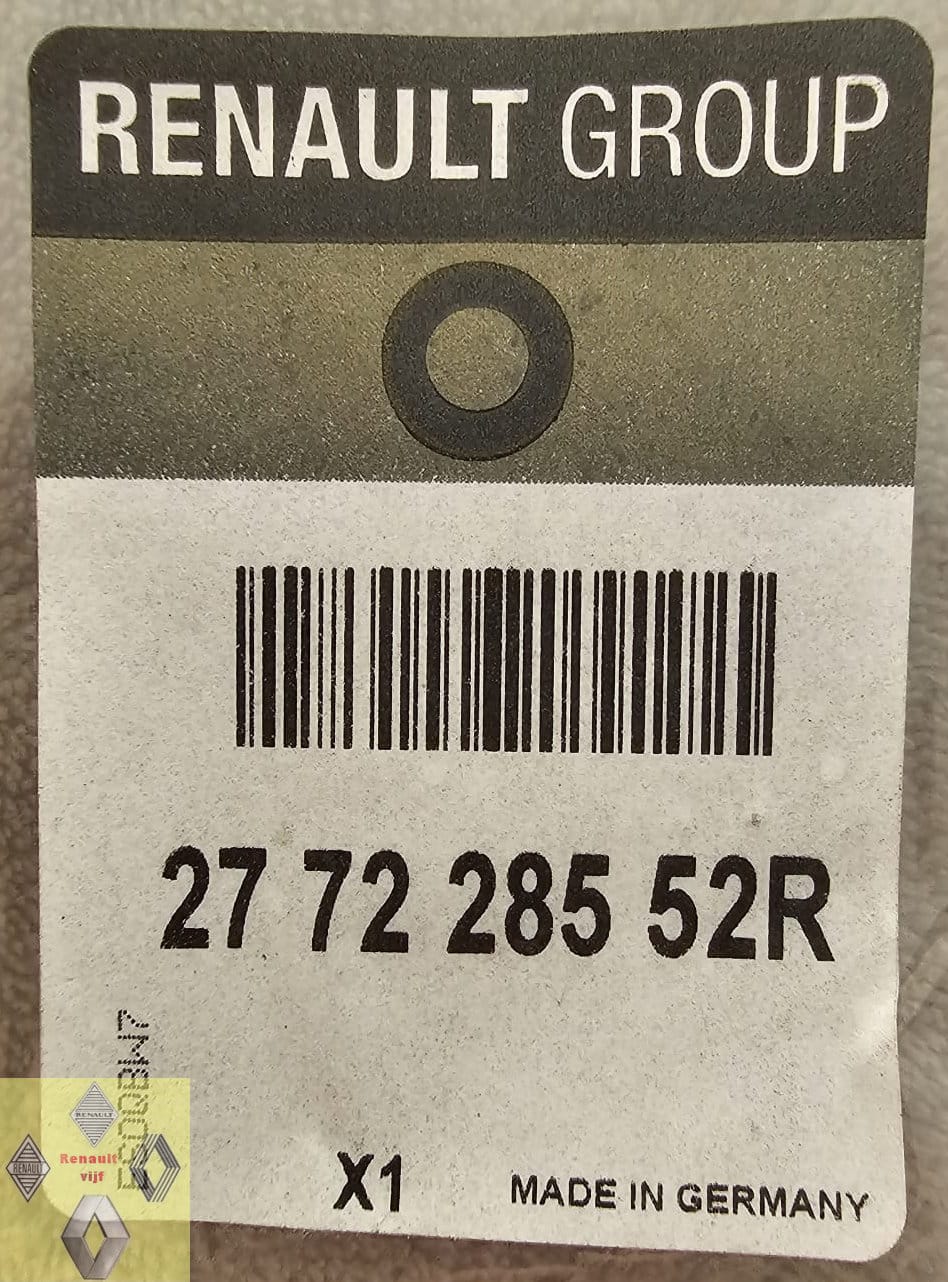 RENAULT GROUP
27 72 285 52R
X1
MADE IN GERMANY
RENAULT
RENAULT
Renault
vijf